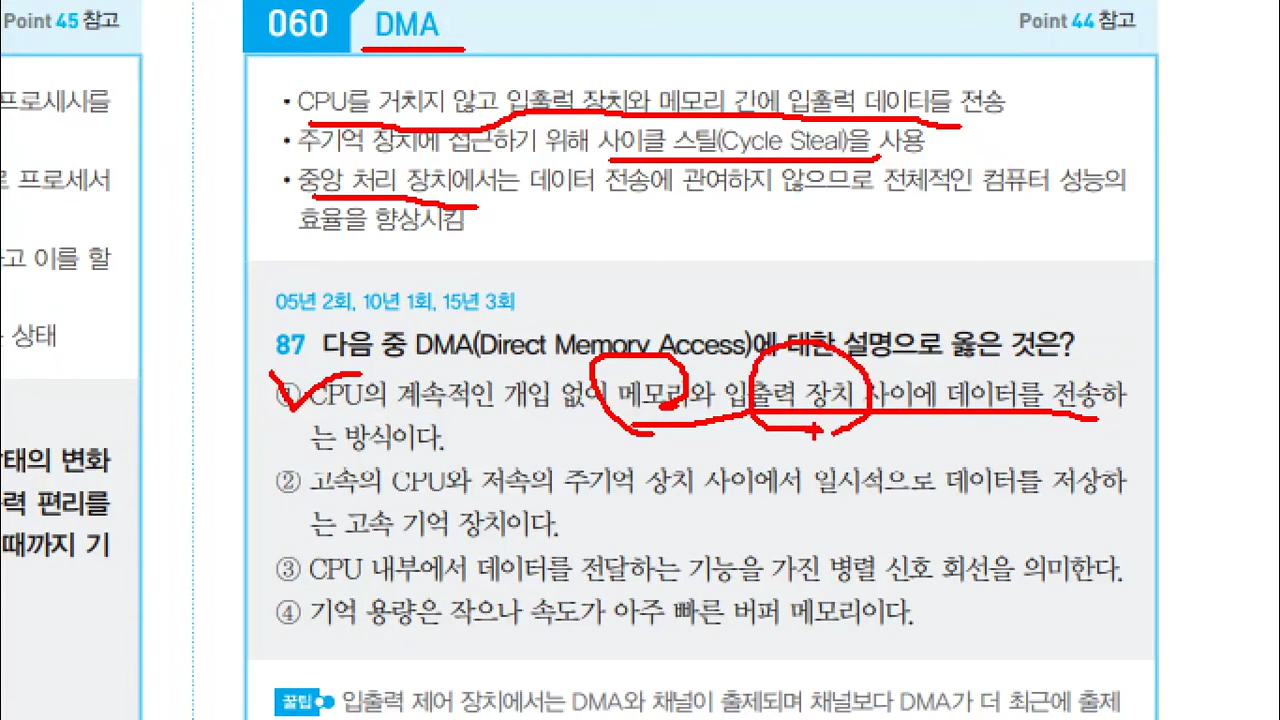 Point 45 참고
프로세서를
로 프로세서
고 이를 할
상태
태의 변화
력 편리를
때까지 기
060 DMA Point 44 참고
• CPU를 거치지 않고 입출력 장치와 메모리 간에 입출력 데이터를 전송
• 주기억 장치에 접근하기 위해 사이클 스틸(Cycle Steal)을 사용
• 중앙 처리 장치에서는 데이터 전송에 관여하지 않으므로 전체적인 컴퓨터 성능의
효율을 향상시킴
05년 2회, 10년 1회, 15년 3회
87 다음 중 DMA(Direct Memory Access)에 대한 설명으로 옳은 것은?
① CPU의 계속적인 개입 없이 메모리와 입출력 장치 사이에 데이터를 전송하
는 방식이다.
② 고속의 CPU와 저속의 주기억 장치 사이에서 일시적으로 데이터를 저장하
는 고속 기억 장치이다.
③ CPU 내부에서 데이터를 전달하는 기능을 가진 병렬 신호 회선을 의미한다.
④ 기억 용량은 작으나 속도가 아주 빠른 버퍼 메모리이다.
꿀팁 입출력 제어 장치에서는 DMA와 채널이 출제되며 채널보다 DMA가 더 최근에 출제